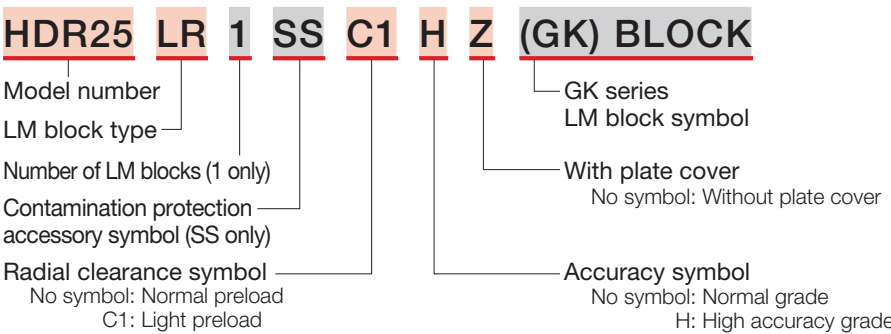 HDR25 LR 1 SS C1 H Z (GK) BLOCK
Model number
LM block type
Number of LM blocks (1 only)
Contamination protection
accessory symbol (SS only)
Radial clearance symbol
No symbol: Normal preload
C1: Light preload
GK series
LM block symbol
With plate cover
No symbol: Without plate cover
Accuracy symbol
No symbol: Normal grade
H: High accuracy grade